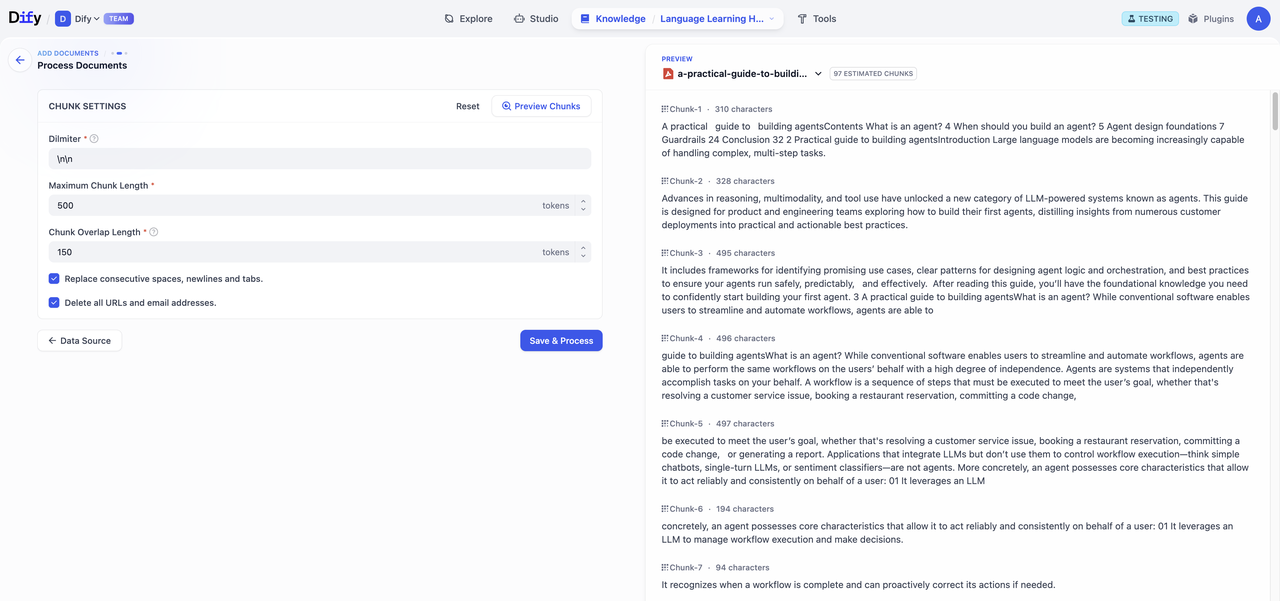 Dify / D Dify TEAM
Explore
Studio
Knowledge / Language Learning H...
Tools
TESTING
Plugins
A
ADD DOCUMENTS /
Process Documents
CHUNK SETTINGS
Reset
Preview Chunks
Dilmiter *
\n\n
Maximum Chunk Length *
500 tokens
Chunk Overlap Length *
150 tokens
Replace consecutive spaces, newlines and tabs.
Delete all URLs and email addresses.
Data Source
Save & Process
PREVIEW
a-practical-guide-to-buildi... 97 ESTIMATED CHUNKS
Chunk-1 · 310 characters
A practical guide to building agentsContents What is an agent? 4 When should you build an agent? 5 Agent design foundations 7
Guardrails 24 Conclusion 32 2 Practical guide to building agentsIntroduction Large language models are becoming increasingly capable
of handling complex, multi-step tasks.
Chunk-2 · 328 characters
Advances in reasoning, multimodality, and tool use have unlocked a new category of LLM-powered systems known as agents. This guide
is designed for product and engineering teams exploring how to build their first agents, distilling insights from numerous customer
deployments into practical and actionable best practices.
Chunk-3 · 495 characters
It includes frameworks for identifying promising use cases, clear patterns for designing agent logic and orchestration, and best practices
to ensure your agents run safely, predictably, and effectively. After reading this guide, you'll have the foundational knowledge you need
to confidently start building your first agent. 3 A practical guide to building agentsWhat is an agent? While conventional software enables
users to streamline and automate workflows, agents are able to
Chunk-4 · 496 characters
guide to building agentsWhat is an agent? While conventional software enables users to streamline and automate workflows, agents are
able to perform the same workflows on the users' behalf with a high degree of independence. Agents are systems that independently
accomplish tasks on your behalf. A workflow is a sequence of steps that must be executed to meet the user's goal, whether that's
resolving a customer service issue, booking a restaurant reservation, committing a code change,
Chunk-5 · 497 characters
be executed to meet the user's goal, whether that's resolving a customer service issue, booking a restaurant reservation, committing a
code change, or generating a report. Applications that integrate LLMs but don't use them to control workflow execution—think simple
chatbots, single-turn LLMs, or sentiment classifiers—are not agents. More concretely, an agent possesses core characteristics that allow
it to act reliably and consistently on behalf of a user: 01 It leverages an LLM
Chunk-6 · 194 characters
concretely, an agent possesses core characteristics that allow it to act reliably and consistently on behalf of a user: 01 It leverages an
LLM to manage workflow execution and make decisions.
Chunk-7 · 94 characters
It recognizes when a workflow is complete and can proactively correct its actions if needed.